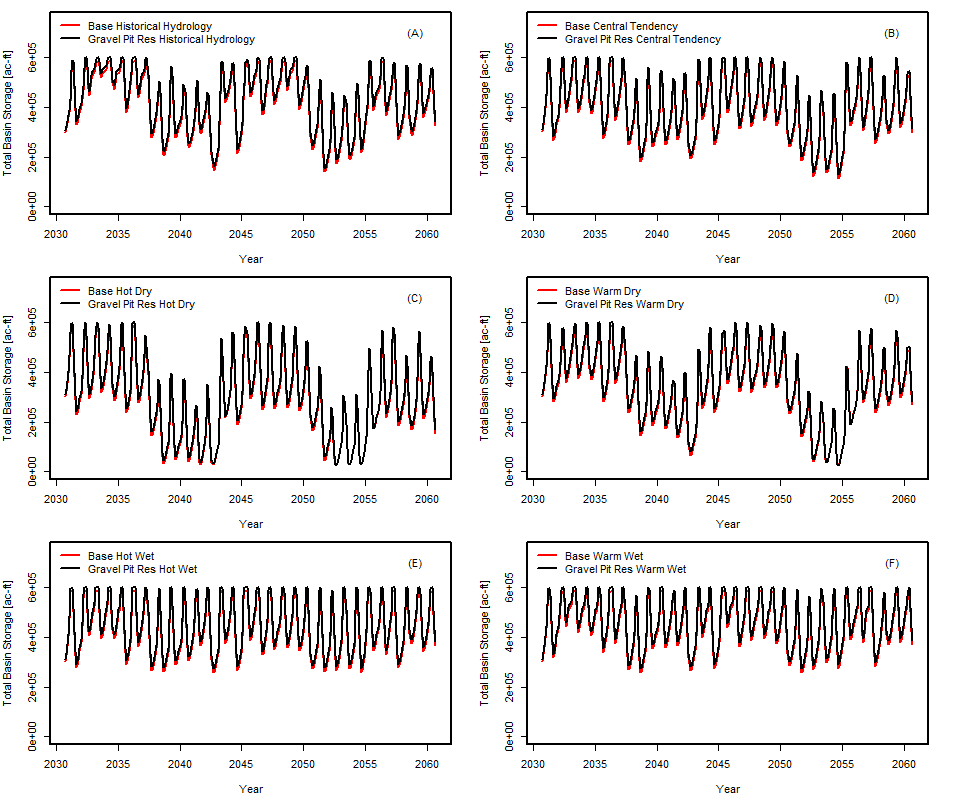 Base Historical Hydrology
Gravel Pit Res Historical Hydrology
(A)
Total Basin Storage [ac-ft]
0e+00 2e+05 4e+05 6e+05
2030 2035 2040 2045 2050 2055 2060
Year
Base Central Tendency
Gravel Pit Res Central Tendency
(B)
Total Basin Storage [ac-ft]
0e+00 2e+05 4e+05 6e+05
2030 2035 2040 2045 2050 2055 2060
Year
Base Hot Dry
Gravel Pit Res Hot Dry
(C)
Total Basin Storage [ac-ft]
0e+00 2e+05 4e+05 6e+05
2030 2035 2040 2045 2050 2055 2060
Year
Base Warm Dry
Gravel Pit Res Warm Dry
(D)
Total Basin Storage [ac-ft]
0e+00 2e+05 4e+05 6e+05
2030 2035 2040 2045 2050 2055 2060
Year
Base Hot Wet
Gravel Pit Res Hot Wet
(E)
Total Basin Storage [ac-ft]
0e+00 2e+05 4e+05 6e+05
2030 2035 2040 2045 2050 2055 2060
Year
Base Warm Wet
Gravel Pit Res Warm Wet
(F)
Total Basin Storage [ac-ft]
0e+00 2e+05 4e+05 6e+05
2030 2035 2040 2045 2050 2055 2060
Year